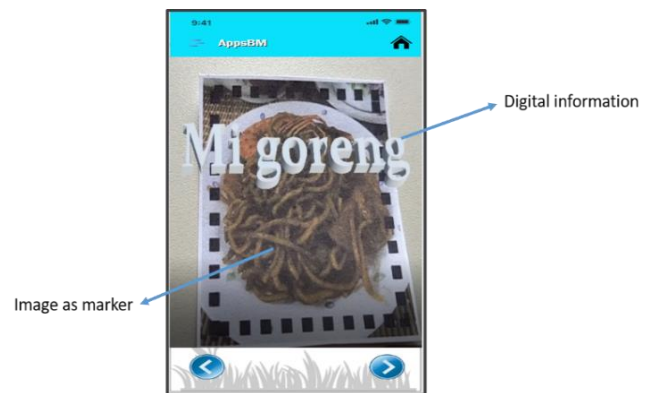 9:41
AppsBM
Digital information
Mi goreng
Image as marker